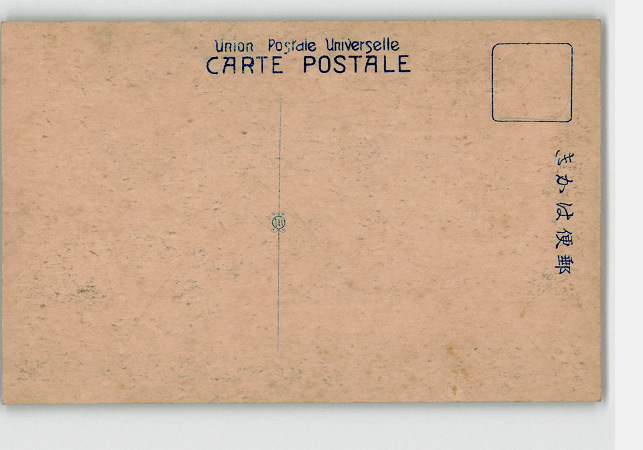 Union Postale Universelle
CARTE POSTALE
郵便はかき